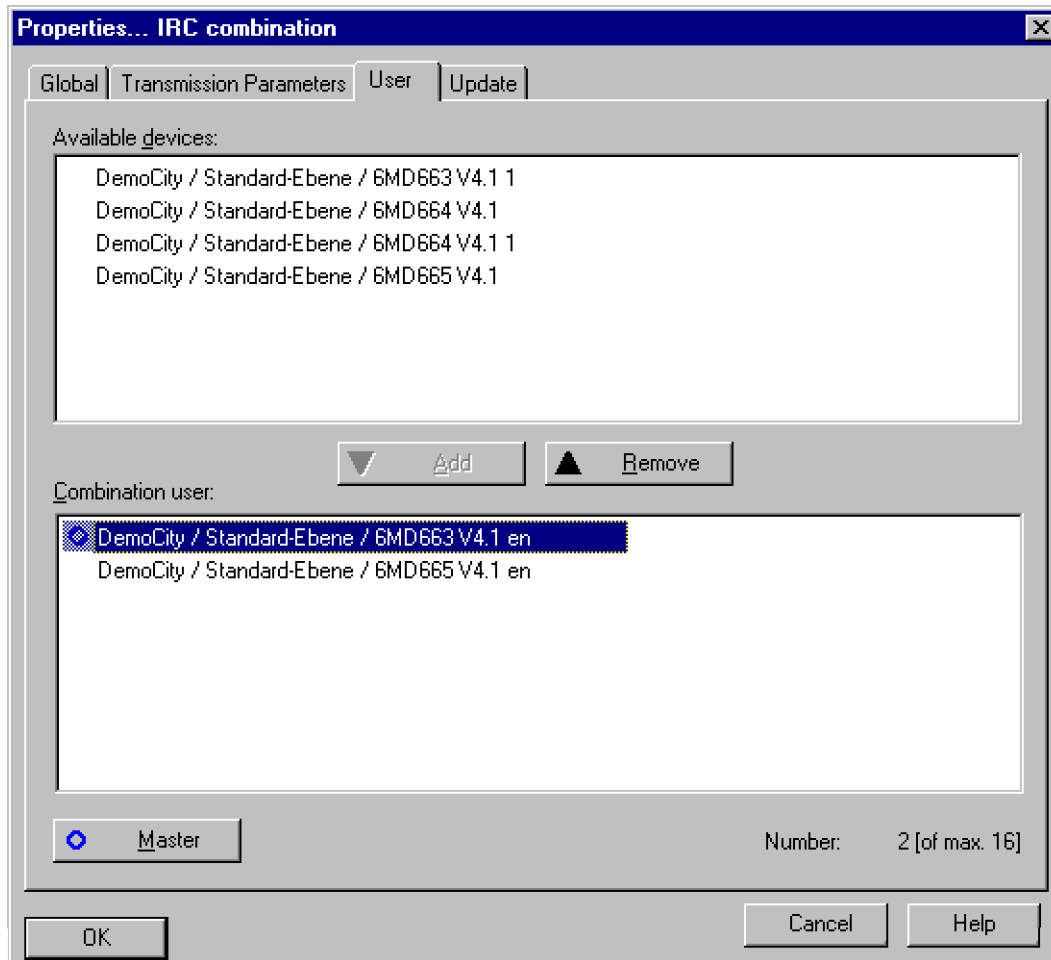 Properties... IRC combination
Global Transmission Parameters User Update
Available devices:
DemoCity / Standard-Ebene / 6MD663 V4.1 1
DemoCity / Standard-Ebene / 6MD664 V4.1
DemoCity / Standard-Ebene / 6MD664 V4.1 1
DemoCity / Standard-Ebene / 6MD665 V4.1
Add Remove
Combination user:
DemoCity / Standard-Ebene / 6MD663 V4.1 en
DemoCity / Standard-Ebene / 6MD665 V4.1 en
Master Number: 2 [of max. 16]
OK Cancel Help